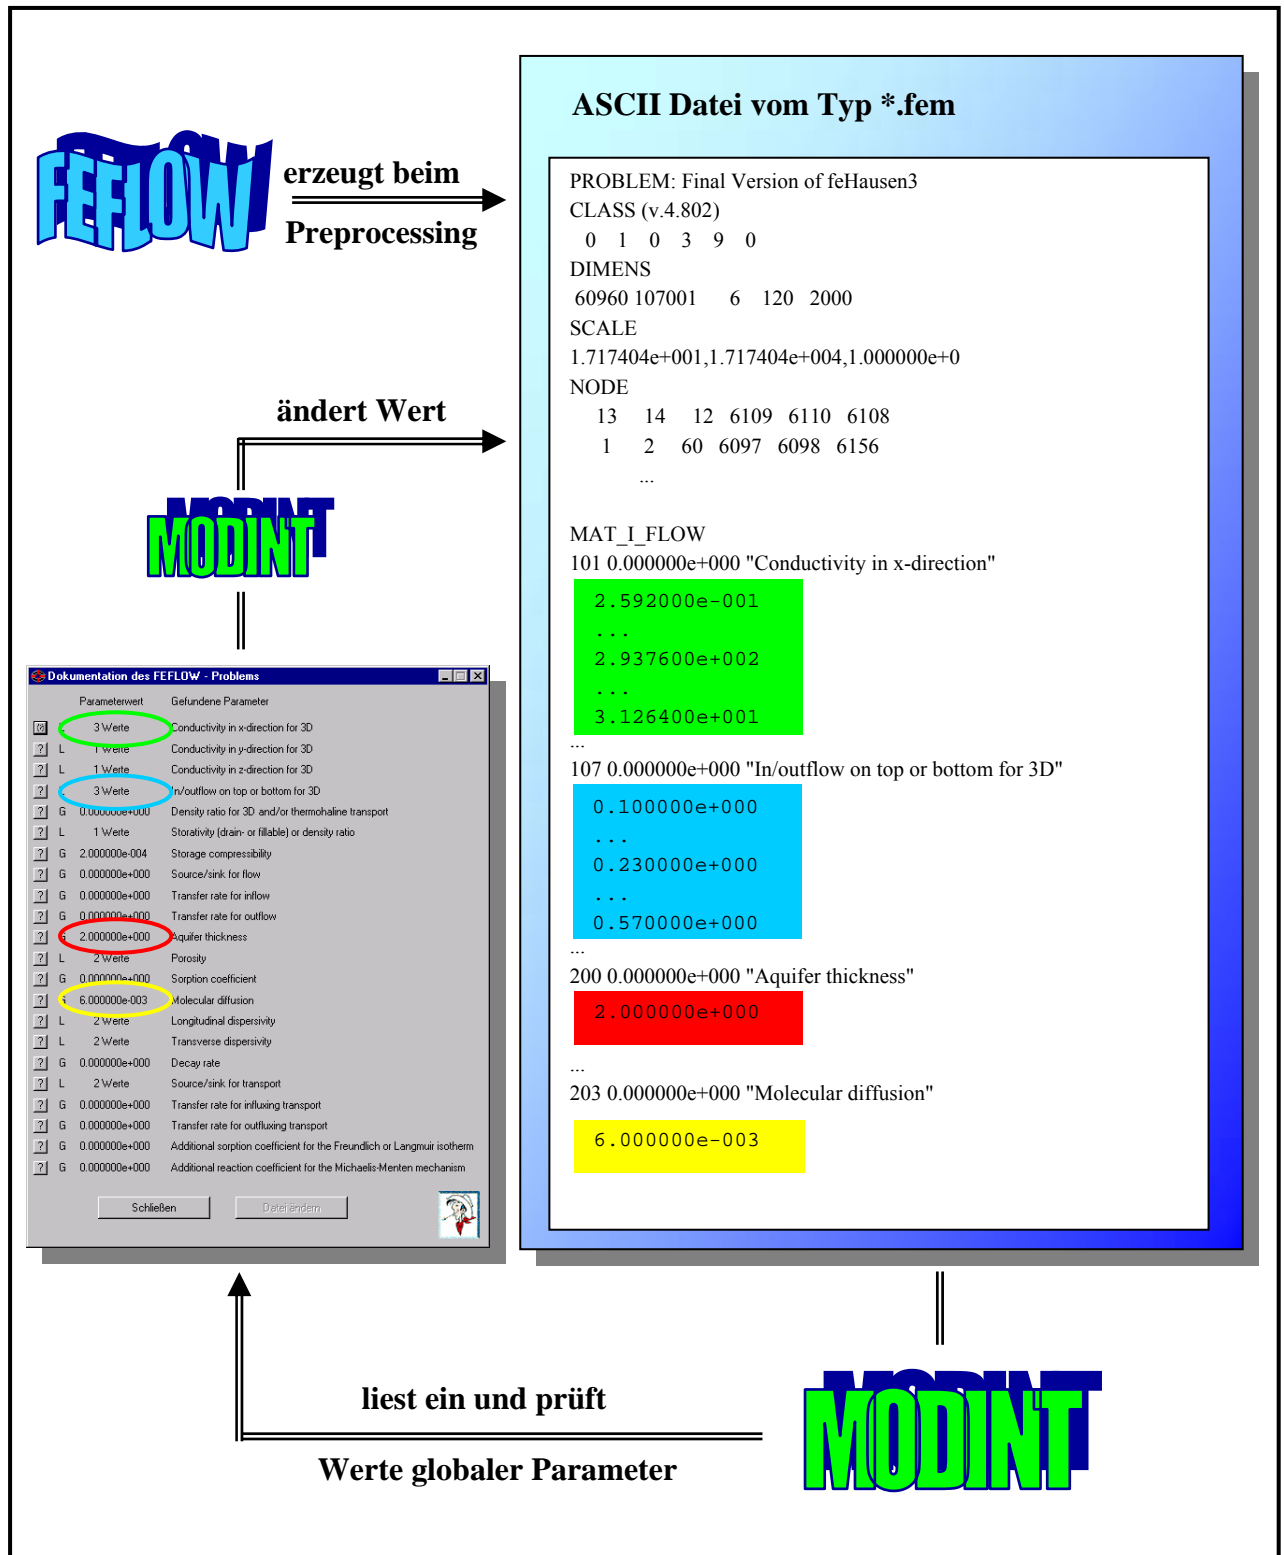 FEFLOW
erzeugt beim
Preprocessing
ändert Wert
MODINT
ASCII Datei vom Typ *.fem
PROBLEM: Final Version of feHausen3
CLASS (v.4.802)
0 1 0 3 9 0
DIMENS
60960 107001 6 120 2000
SCALE
1.717404e+001,1.717404e+004,1.000000e+0
NODE
13 14 12 6109 6110 6108
1 2 60 6097 6098 6156
...
MAT_I_FLOW
101 0.000000e+000 "Conductivity in x-direction"
2.592000e-001
...
2.937600e+002
...
3.126400e+001
...
107 0.000000e+000 "In/outflow on top or bottom for 3D"
0.100000e+000
...
0.230000e+000
...
0.570000e+000
...
200 0.000000e+000 "Aquifer thickness"
2.000000e+000
...
203 0.000000e+000 "Molecular diffusion"
6.000000e-003
Dokumentation des FEFLOW - Problems
Parameterwert Gefundene Parameter
3 Werte Conductivity in x-direction for 3D
? L 1 Werte Conductivity in y-direction for 3D
? L 1 Werte Conductivity in z-direction for 3D
? L 3 Werte In/outflow on top or bottom for 3D
? G 0.000000e+000 Density ratio for 3D and/or thermohaline transport
? L 1 Werte Storativity (drain- or fillable) or density ratio
? G 2.000000e-004 Storage compressibility
? G 0.000000e+000 Source/sink for flow
? G 0.000000e+000 Transfer rate for inflow
? G 0.000000e+000 Transfer rate for outflow
? G 2.000000e+000 Aquifer thickness
? L 2 Werte Porosity
? G 0.000000e+000 Sorption coefficient
? G 6.000000e-003 Molecular diffusion
? L 2 Werte Longitudinal dispersivity
? L 2 Werte Transverse dispersivity
? G 0.000000e+000 Decay rate
? L 2 Werte Source/sink for transport
? G 0.000000e+000 Transfer rate for influxing transport
? G 0.000000e+000 Transfer rate for outfluxing transport
? G 0.000000e+000 Additional sorption coefficient for the Freundlich or Langmuir isotherm
? G 0.000000e+000 Additional reaction coefficient for the Michaelis-Menten mechanism
Schließen Datei ändern
liest ein und prüft
Werte globaler Parameter
MODINT